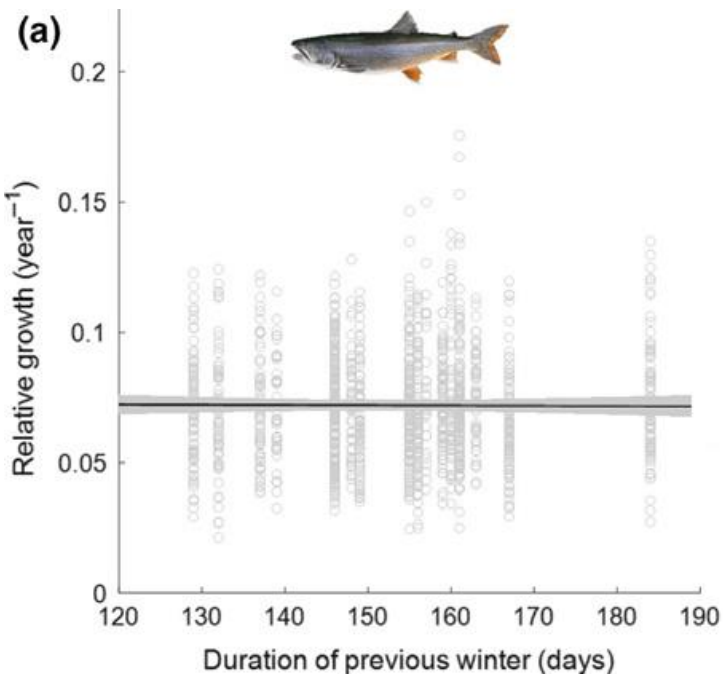 (a)
Relative growth (year⁻¹)
0.2
0.15
0.1
0.05
0
120 130 140 150 160 170 180 190
Duration of previous winter (days)